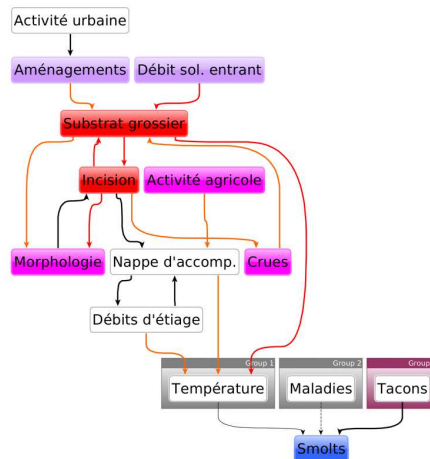 Activité urbaine
Aménagements
Débit sol. entrant
Substrat grossier
Incision
Activité agricole
Morphologie
Nappe d'accomp.
Crues
Débits d'étiage
Group 1
Group 2
Group 3
Température
Maladies
Tacons
Smolts